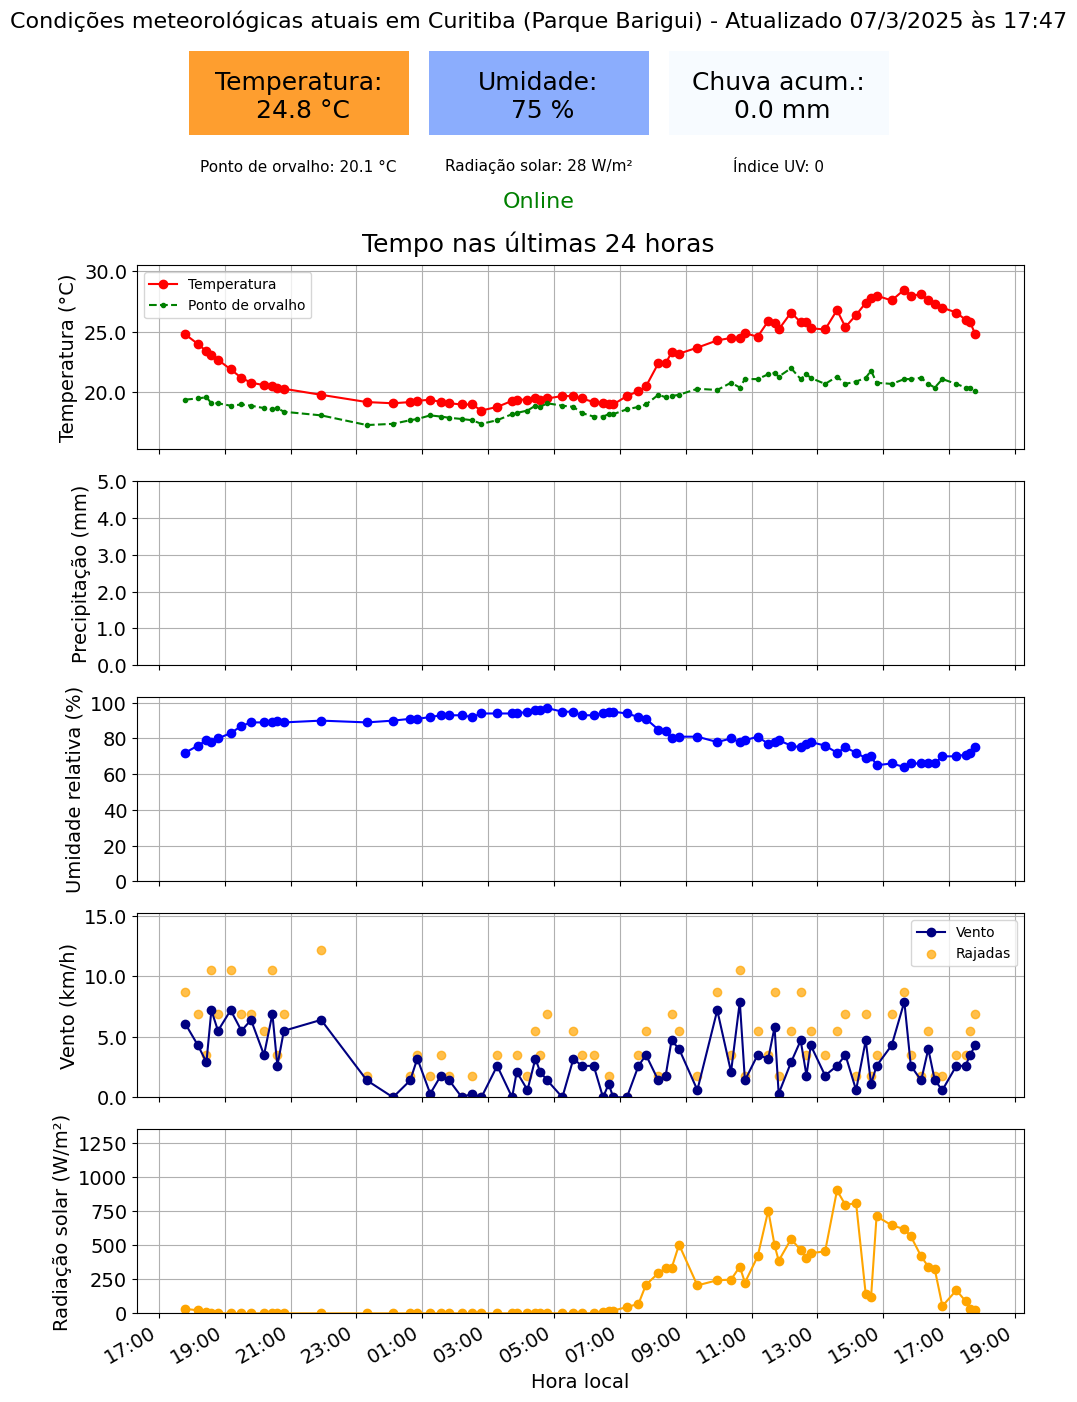 Condições meteorológicas atuais em Curitiba (Parque Barigui) - Atualizado 07/3/2025 às 17:47
Temperatura:
24.8 °C
Umidade:
75 %
Chuva acum.:
0.0 mm
Ponto de orvalho: 20.1 °C
Radiação solar: 28 W/m²
Índice UV: 0
Online
Tempo nas últimas 24 horas
Temperatura (°C)
30.0
25.0
20.0
Temperatura
Ponto de orvalho
Precipitação (mm)
5.0
4.0
3.0
2.0
1.0
0.0
Umidade relativa (%)
100
80
60
40
20
0
Vento (km/h)
15.0
10.0
5.0
0.0
Vento
Rajadas
Radiação solar (W/m²)
1250
1000
750
500
250
0
17:00
19:00
21:00
23:00
01:00
03:00
05:00
07:00
09:00
11:00
13:00
15:00
17:00
19:00
Hora local